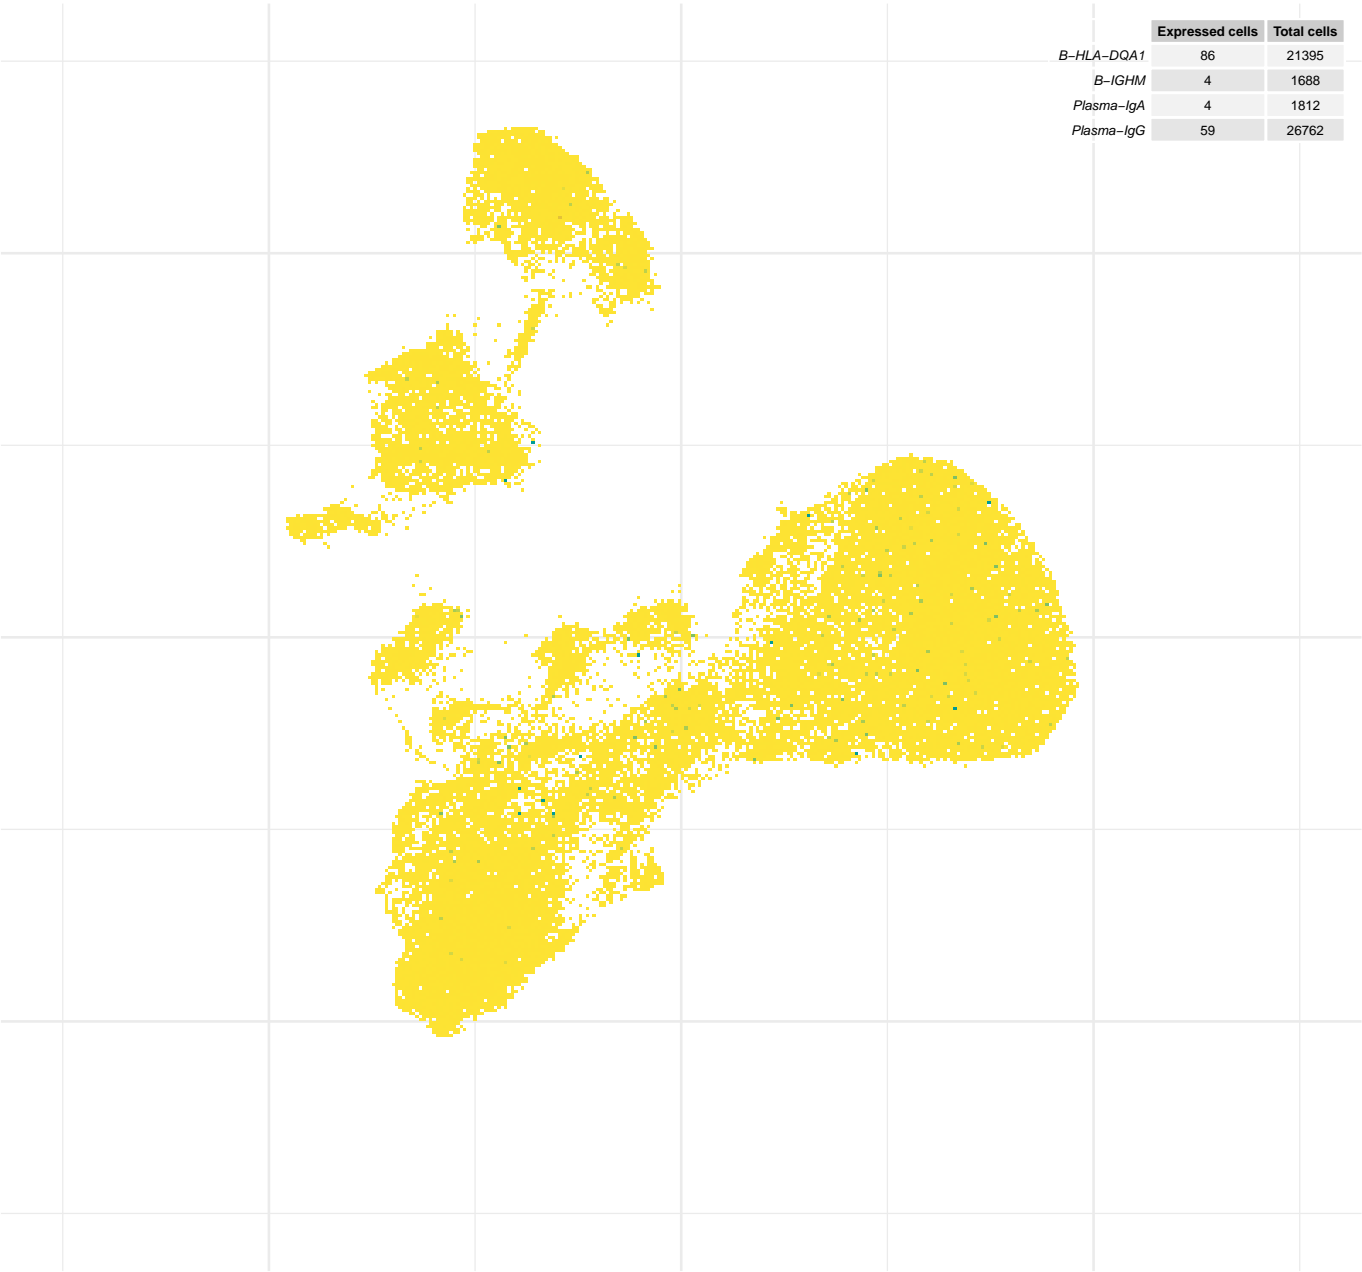 Expressed cells Total cells
B−HLA−DQA1 86 21395
B−IGHM 4 1688
Plasma−IgA 4 1812
Plasma−IgG 59 26762